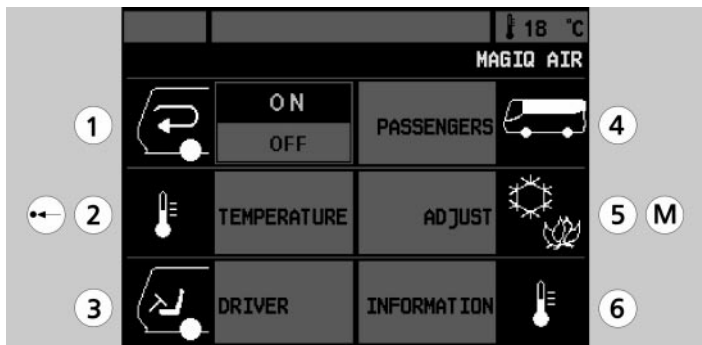 18 °C
MAGIQ AIR
1
ON
OFF
PASSENGERS
4
2
TEMPERATURE
ADJUST
5
M
3
DRIVER
INFORMATION
6